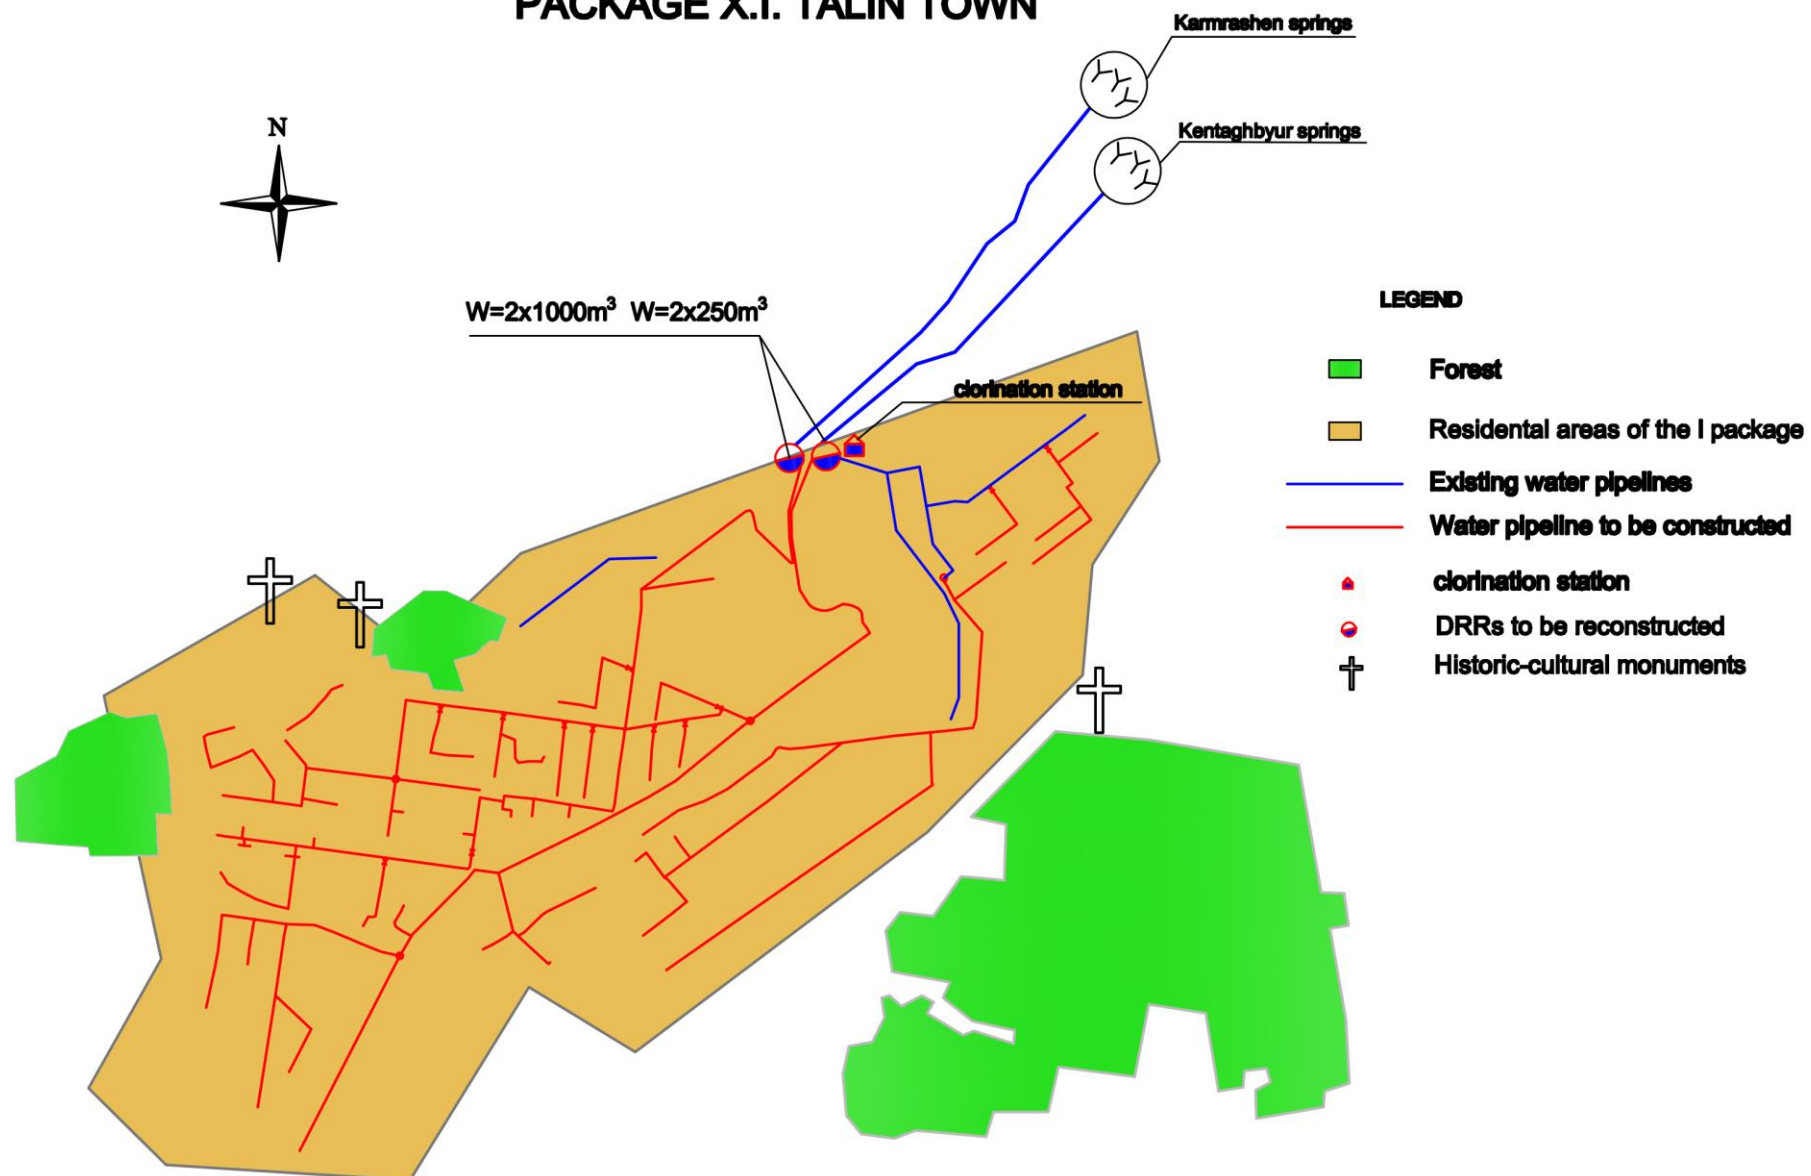 PACKAGE X.I. TALIN TOWN
Karmrashen springs
Kentaghbyur springs
N
W=2x1000m³ W=2x250m³
clorination station
LEGEND
Forest
Residental areas of the I package
Existing water pipelines
Water pipeline to be constructed
clorination station
DRRs to be reconstructed
Historic-cultural monuments